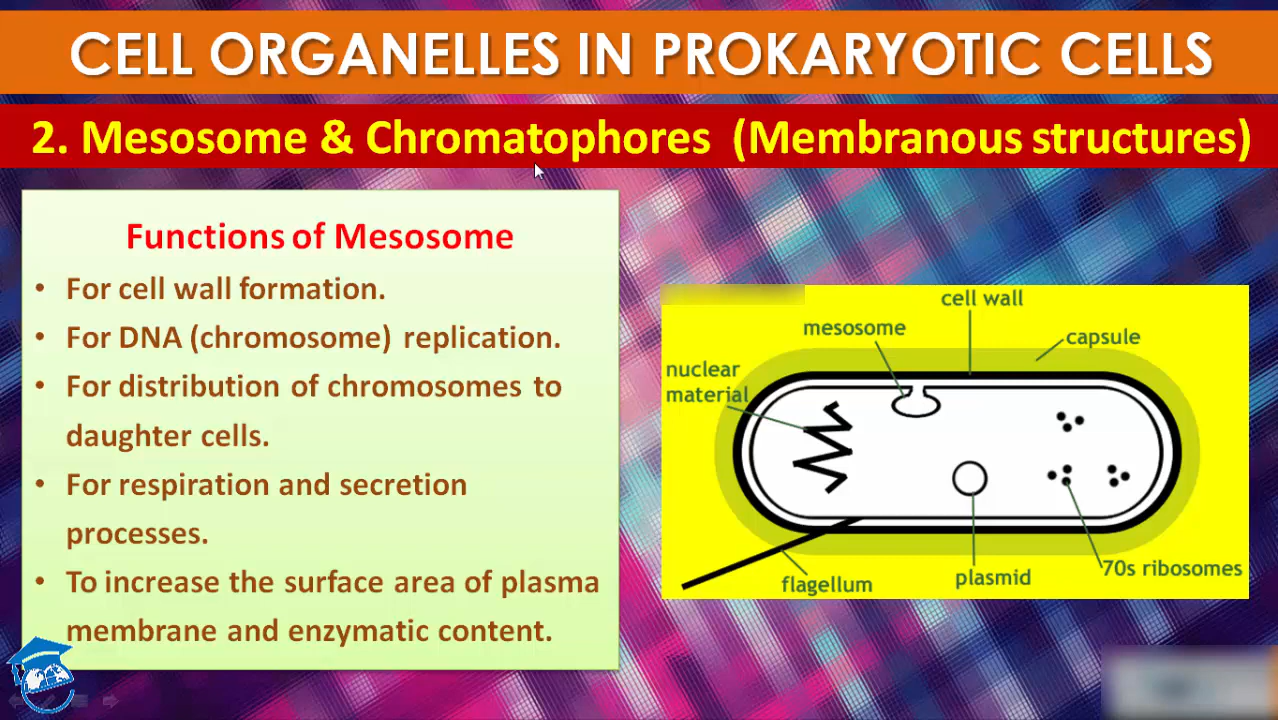 CELL ORGANELLES IN PROKARYOTIC CELLS
2. Mesosome & Chromatophores (Membranous structures)
Functions of Mesosome
• For cell wall formation.
• For DNA (chromosome) replication.
• For distribution of chromosomes to
daughter cells.
• For respiration and secretion
processes.
• To increase the surface area of plasma
membrane and enzymatic content.
cell wall
mesosome
capsule
nuclear
material
flagellum
plasmid
70s ribosomes